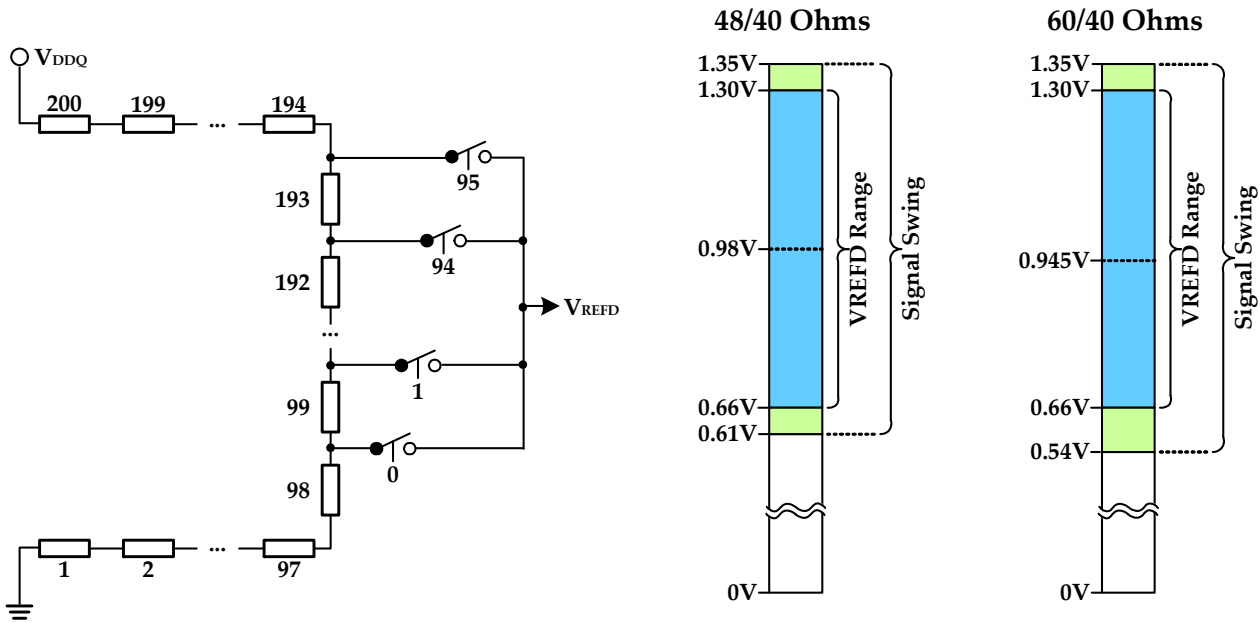 VDDQ
200 199 ... 194
95
193
94
192
VREFD
...
1
99
0
98
1 2 ... 97
48/40 Ohms
1.35V
1.30V
0.98V
0.66V
0.61V
0V
VREFD Range
Signal Swing
60/40 Ohms
1.35V
1.30V
0.945V
0.66V
0.54V
0V
VREFD Range
Signal Swing